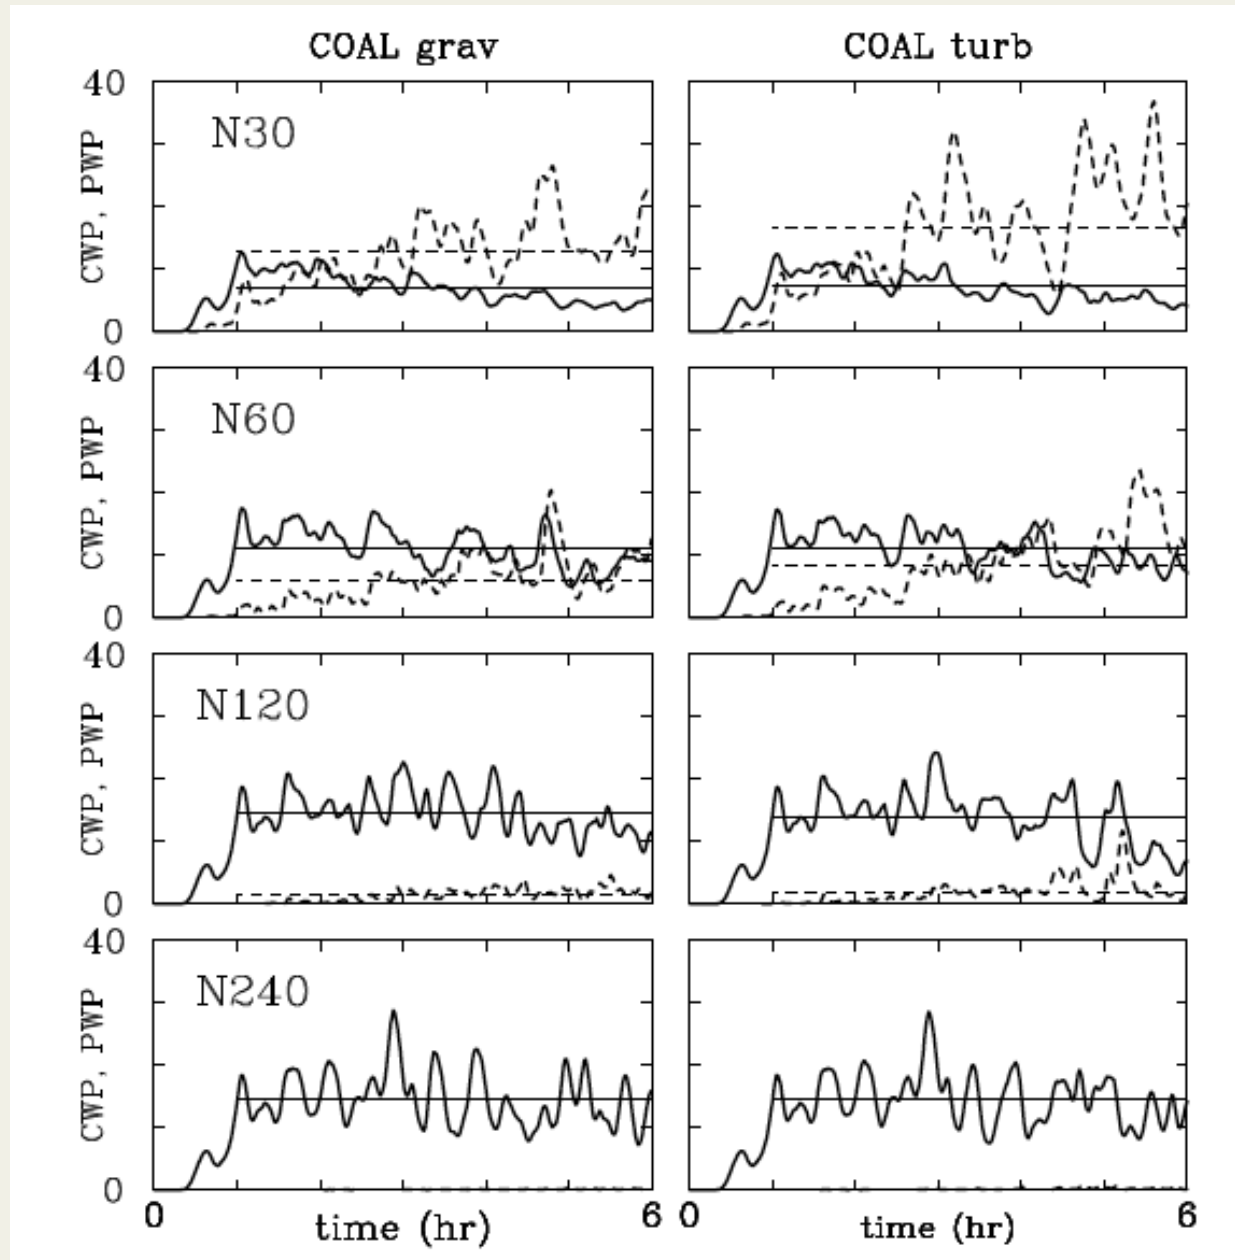 COAL grav COAL turb
40
N30
CWP, PWP
0
40
N60
CWP, PWP
0
40
N120
CWP, PWP
0
40
N240
CWP, PWP
0
0 6 0 6
time (hr) time (hr)